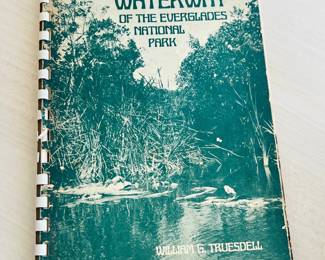 WATERWAY
OF THE EVERGLADES
NATIONAL
PARK
WILLIAM G. TRUESDELL